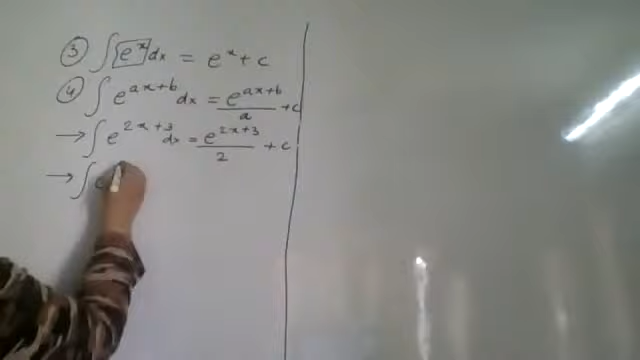 ③ ∫ e^x dx = e^x + c
④ ∫ e^{ax+b} dx = e^{ax+b}/a + c
→ ∫ e^{2x+3} dx = e^{2x+3}/2 + c
→ ∫ e